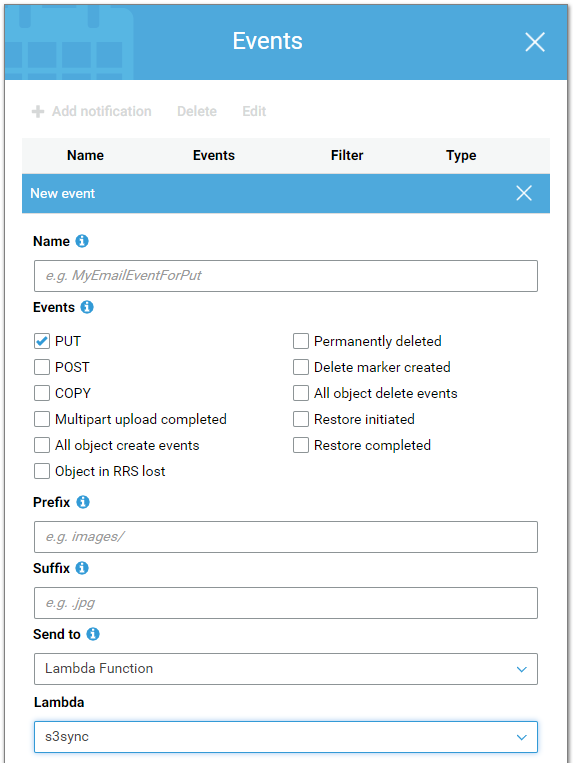 Events
Add notification Delete Edit
Name Events Filter Type
New event
Name
e.g. MyEmailEventForPut
Events
PUT Permanently deleted
POST Delete marker created
COPY All object delete events
Multipart upload completed Restore initiated
All object create events Restore completed
Object in RRS lost
Prefix
e.g. images/
Suffix
e.g. .jpg
Send to
Lambda Function
Lambda
s3sync